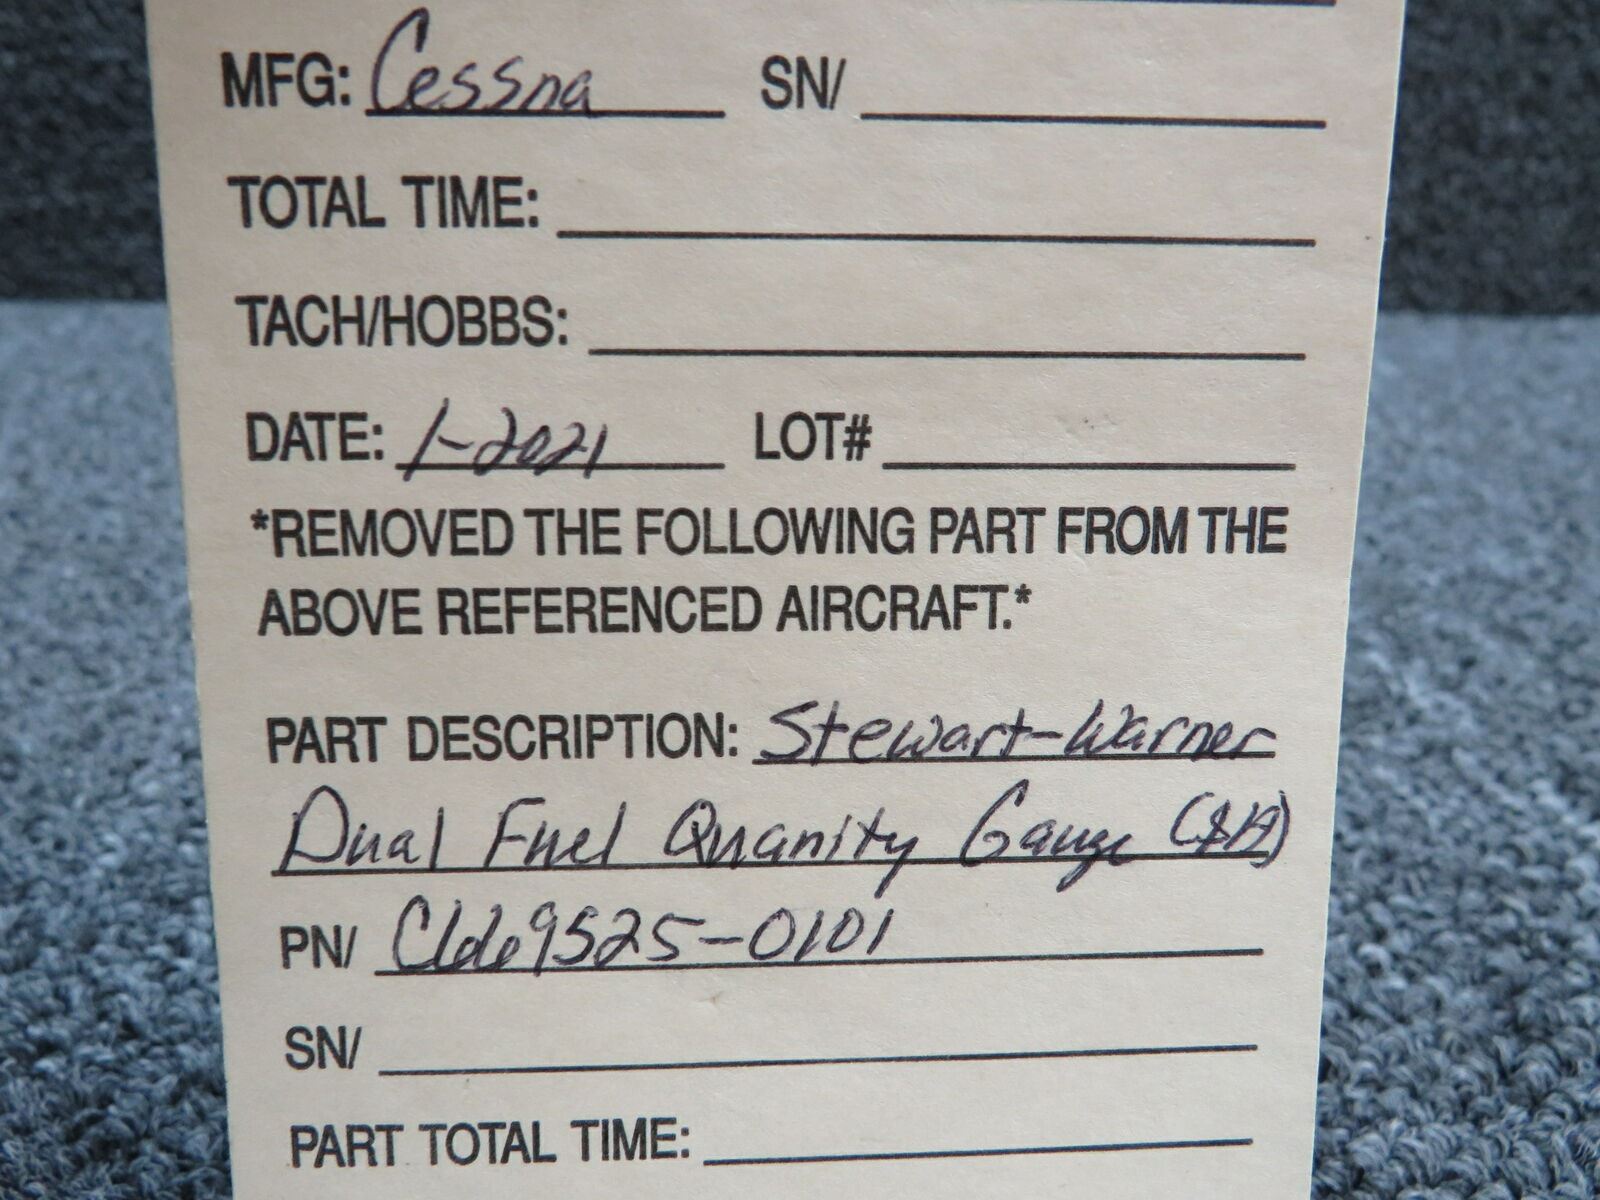 MFG: Cessna SN/
TOTAL TIME:
TACH/HOBBS:
DATE: 1-2021 LOT#
*REMOVED THE FOLLOWING PART FROM THE
ABOVE REFERENCED AIRCRAFT.*
PART DESCRIPTION: Stewart-Warner
Dual Fuel Quanity Gauge
PN/ C669525-0101
SN/
PART TOTAL TIME: